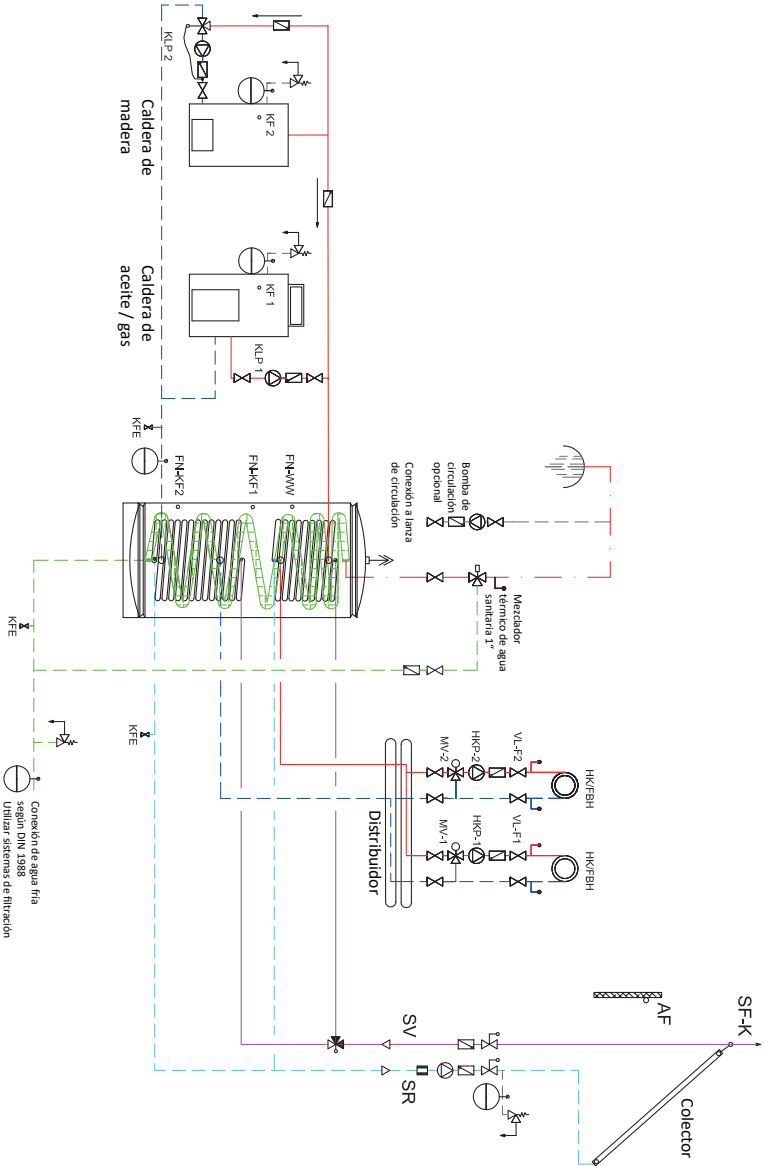 KLP 2
KF 2
Caldera de
madera
KF 1
Caldera de
aceite / gas
KLP 1
KFE
FN-KF2
FN-KF1
FN-WW
Conexión a lanza
de circulación
Bomba de
circulación
opcional
Mezclador
térmico de agua
sanitaria 1"
KFE
KFE
Conexión de agua fría
según DIN 1988
Utilizar sistemas de filtración
Distribuidor
MV-2
HKP-2
VL-F2
HK/FBH
MV-1
HKP-1
VL-F1
HK/FBH
AF
SF-K
SV
SR
Colector